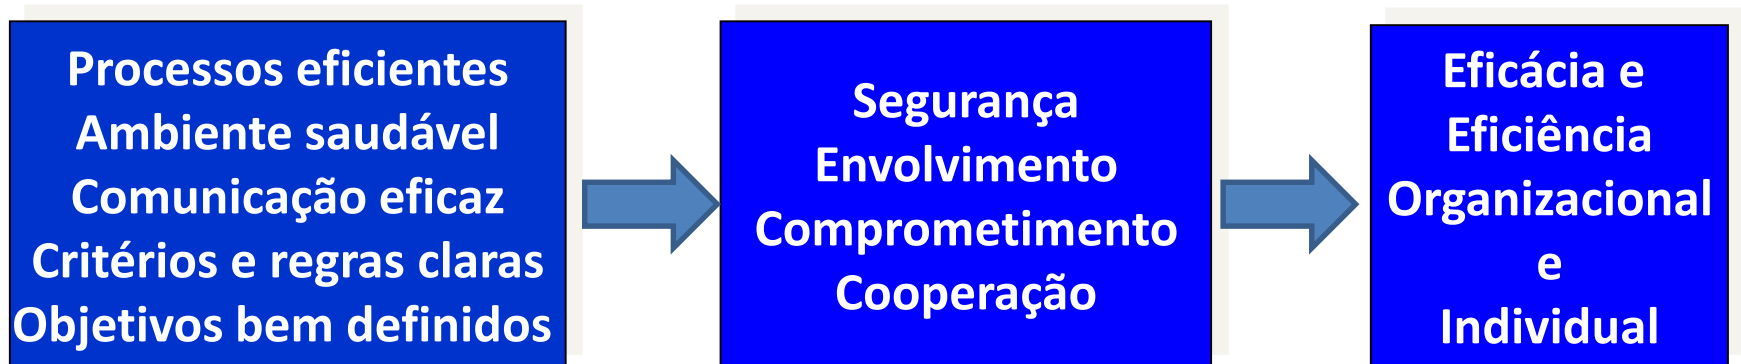 Processos eficientes
Ambiente saudável
Comunicação eficaz
Critérios e regras claras
Objetivos bem definidos
Segurança
Envolvimento
Comprometimento
Cooperação
Eficácia e
Eficiência
Organizacional
e
Individual